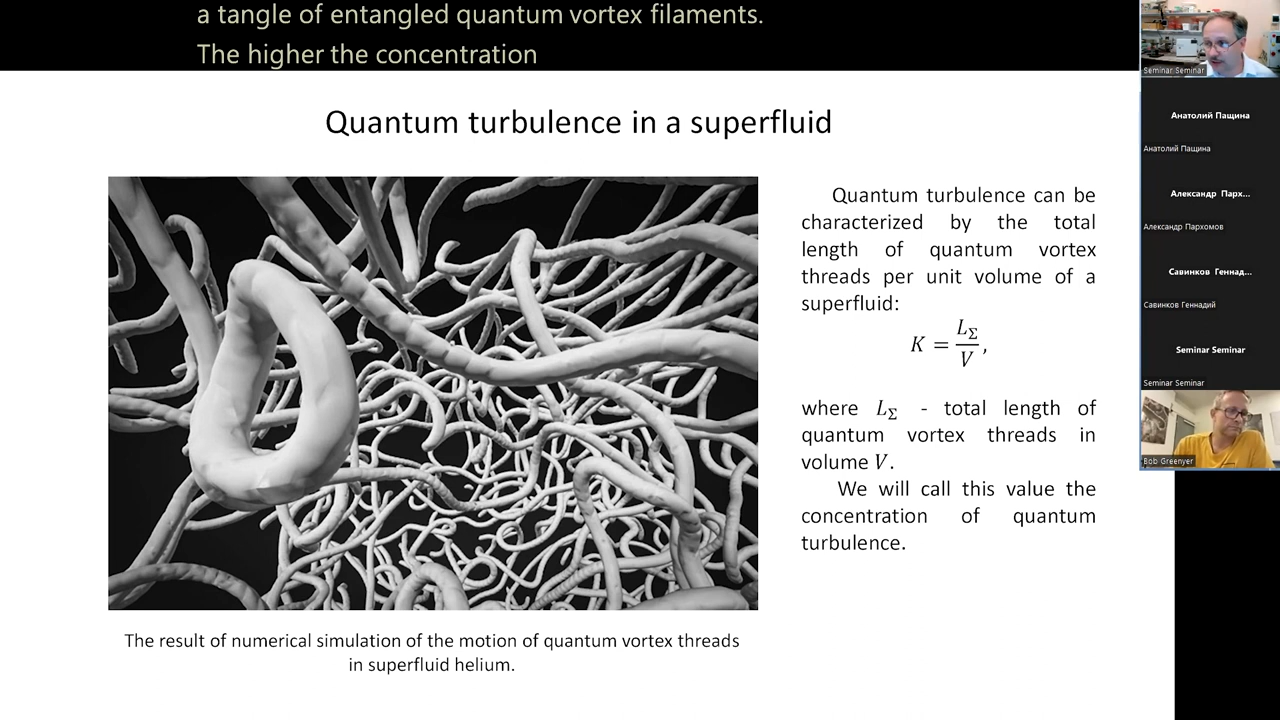 a tangle of entangled quantum vortex filaments.
The higher the concentration
Quantum turbulence in a superfluid
Quantum turbulence can be
characterized by the total
length of quantum vortex
threads per unit volume of a
superfluid:
K = L_Σ / V,
where L_Σ - total length of
quantum vortex threads in
volume V.
We will call this value the
concentration of quantum
turbulence.
The result of numerical simulation of the motion of quantum vortex threads
in superfluid helium.
Seminar Seminar
Анатолий Пащина
Анатолий Пащина
Александр Парх...
Александр Пархомов
Савинков Геннад...
Савинков Геннадий
Seminar Seminar
Seminar Seminar
Bob Greenyer